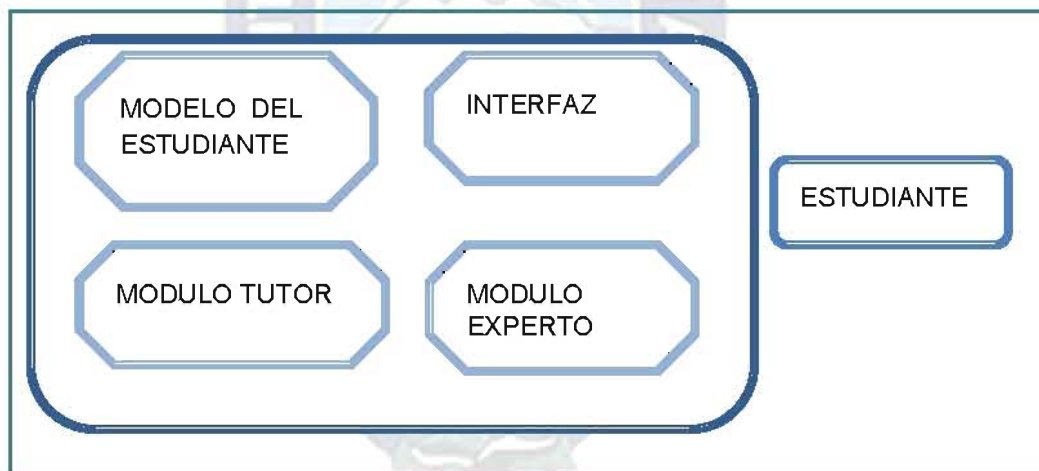 MODELO DEL
ESTUDIANTE
INTERFAZ
ESTUDIANTE
MODULO TUTOR
MODULO
EXPERTO